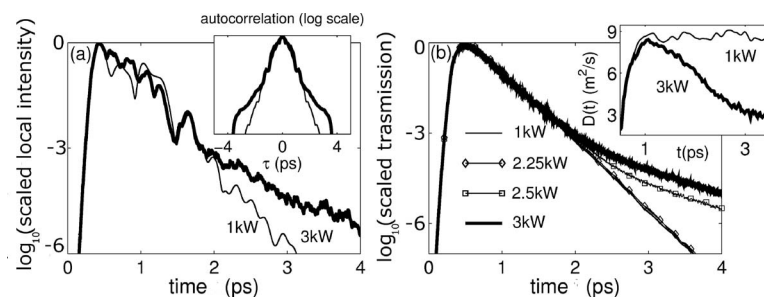 autocorrelation (log scale)
(a)
0
-3
-6
log10(scaled local intensity)
-4 0 4
τ (ps)
1kW
3kW
0 1 2 3 4
time (ps)
(b)
0
-3
-6
log10(scaled trasmission)
1kW
2.25kW
2.5kW
3kW
0 1 2 3 4
time (ps)
9
6
3
D(t) (m²/s)
1kW
3kW
1 t(ps) 3